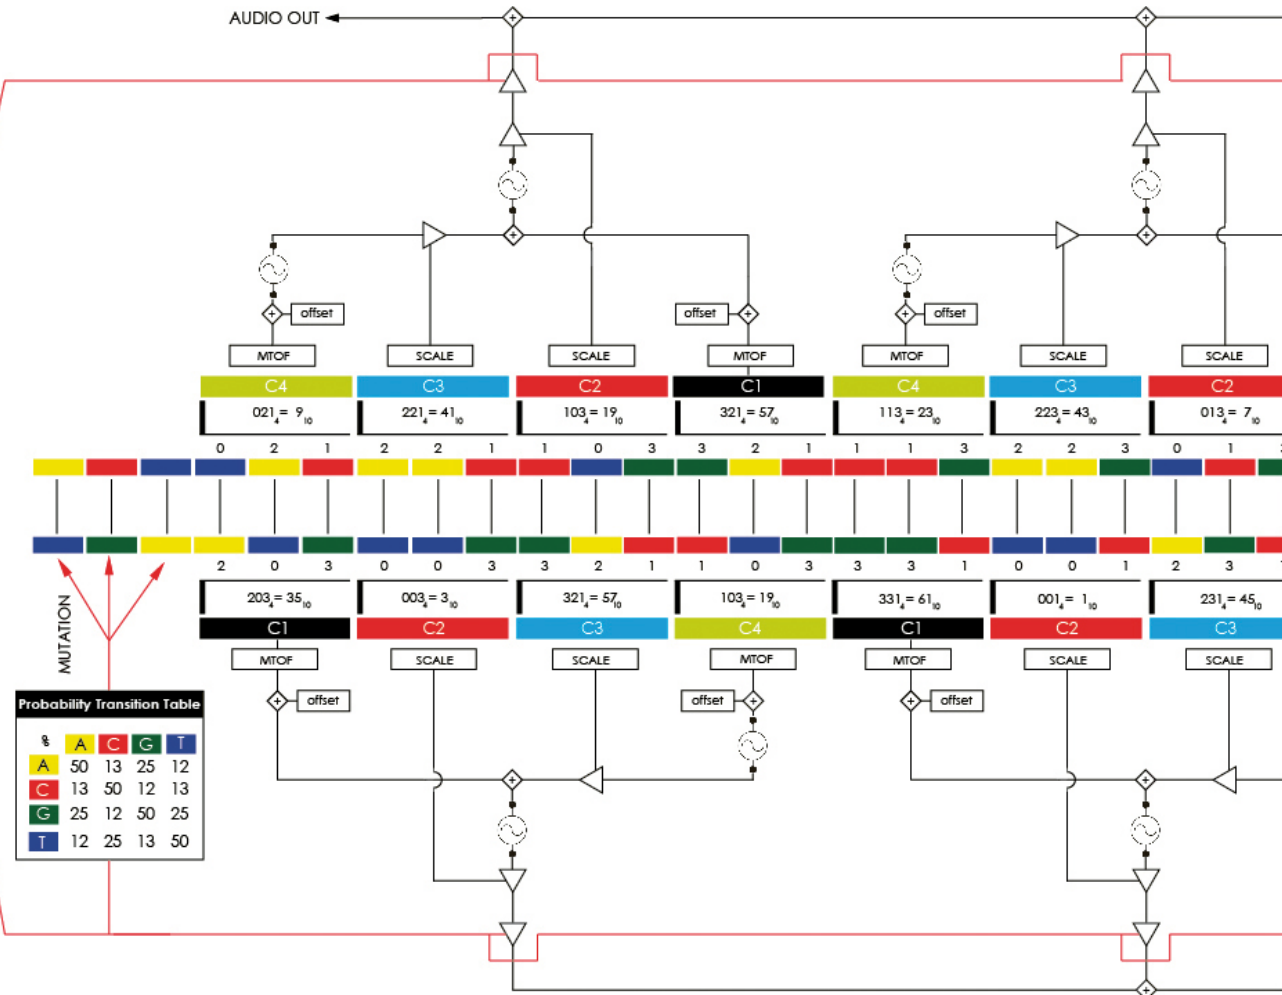 AUDIO OUT
offset offset offset
MTOF SCALE SCALE MTOF MTOF SCALE SCALE
C4 C3 C2 C1 C4 C3 C2
021₄ = 9₁₀ 221₄ = 41₁₀ 103₄ = 19₁₀ 321₄ = 57₁₀ 113₄ = 23₁₀ 223₄ = 43₁₀ 013₄ = 7₁₀
0 2 1 2 2 1 1 0 3 3 2 1 1 1 3 2 2 3 0 1 3
2 0 3 0 0 3 3 2 1 1 0 3 3 3 1 0 0 1 2 3 1
203₄ = 35₁₀ 003₄ = 3₁₀ 321₄ = 57₁₀ 103₄ = 19₁₀ 331₄ = 61₁₀ 001₄ = 1₁₀ 231₄ = 45₁₀
C1 C2 C3 C4 C1 C2 C3
MTOF SCALE SCALE MTOF MTOF SCALE SCALE
offset offset offset
MUTATION
Probability Transition Table
% A C G T
A 50 13 25 12
C 13 50 12 13
G 25 12 50 25
T 12 25 13 50